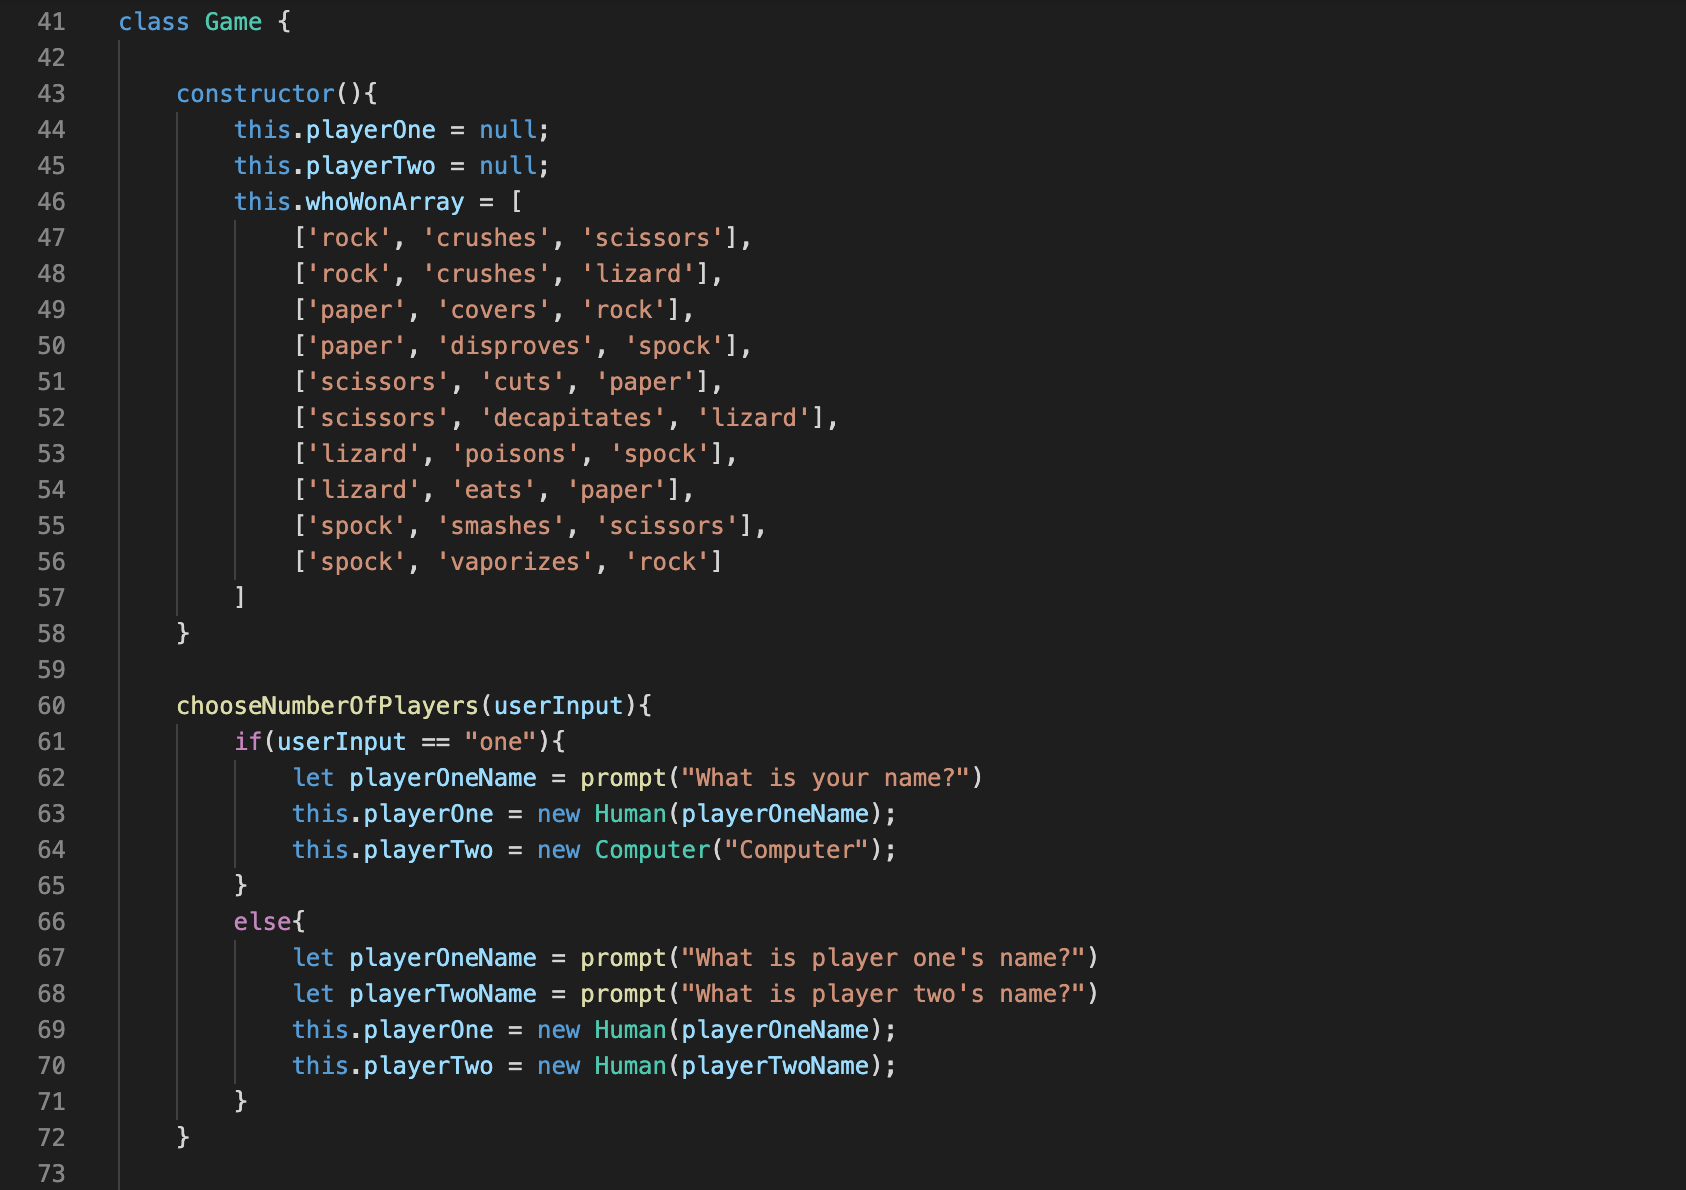 41 class Game {
42
43 constructor(){
44 this.playerOne = null;
45 this.playerTwo = null;
46 this.whoWonArray = [
47 ['rock', 'crushes', 'scissors'],
48 ['rock', 'crushes', 'lizard'],
49 ['paper', 'covers', 'rock'],
50 ['paper', 'disproves', 'spock'],
51 ['scissors', 'cuts', 'paper'],
52 ['scissors', 'decapitates', 'lizard'],
53 ['lizard', 'poisons', 'spock'],
54 ['lizard', 'eats', 'paper'],
55 ['spock', 'smashes', 'scissors'],
56 ['spock', 'vaporizes', 'rock']
57 ]
58 }
59
60 chooseNumberOfPlayers(userInput){
61 if(userInput == "one"){
62 let playerOneName = prompt("What is your name?")
63 this.playerOne = new Human(playerOneName);
64 this.playerTwo = new Computer("Computer");
65 }
66 else{
67 let playerOneName = prompt("What is player one's name?")
68 let playerTwoName = prompt("What is player two's name?")
69 this.playerOne = new Human(playerOneName);
70 this.playerTwo = new Human(playerTwoName);
71 }
72 }
73